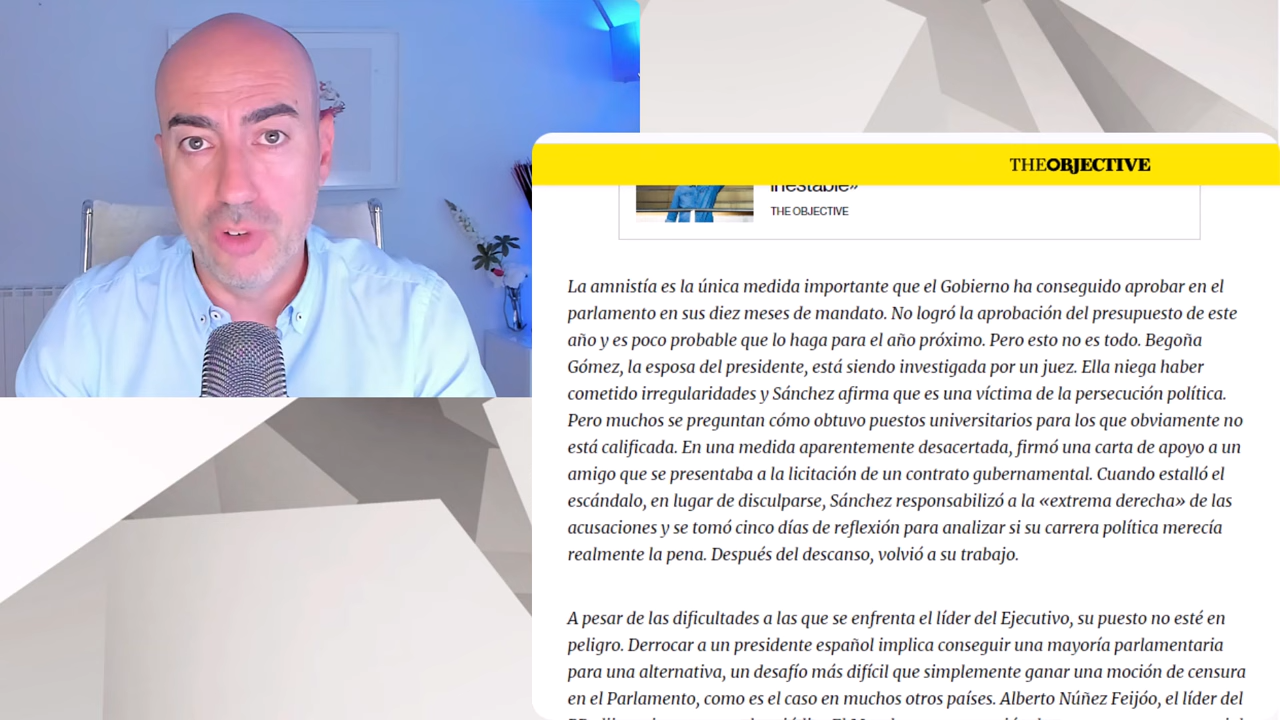 THEOBJECTIVE
inestable»
THE OBJECTIVE
La amnistía es la única medida importante que el Gobierno ha conseguido aprobar en el
parlamento en sus diez meses de mandato. No logró la aprobación del presupuesto de este
año y es poco probable que lo haga para el año próximo. Pero esto no es todo. Begoña
Gómez, la esposa del presidente, está siendo investigada por un juez. Ella niega haber
cometido irregularidades y Sánchez afirma que es una víctima de la persecución política.
Pero muchos se preguntan cómo obtuvo puestos universitarios para los que obviamente no
está calificada. En una medida aparentemente desacertada, firmó una carta de apoyo a un
amigo que se presentaba a la licitación de un contrato gubernamental. Cuando estalló el
escándalo, en lugar de disculparse, Sánchez responsabilizó a la «extrema derecha» de las
acusaciones y se tomó cinco días de reflexión para analizar si su carrera política merecía
realmente la pena. Después del descanso, volvió a su trabajo.
A pesar de las dificultades a las que se enfrenta el líder del Ejecutivo, su puesto no esté en
peligro. Derrocar a un presidente español implica conseguir una mayoría parlamentaria
para una alternativa, un desafío más difícil que simplemente ganar una moción de censura
en el Parlamento, como es el caso en muchos otros países. Alberto Núñez Feijóo, el líder del